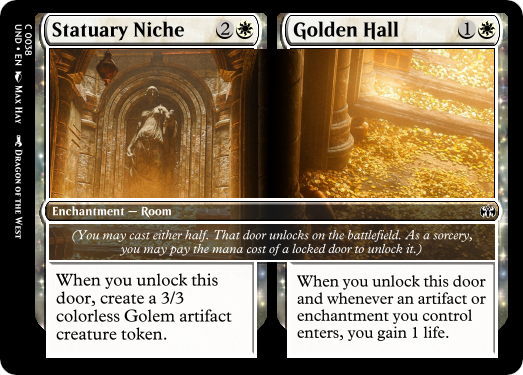 Statuary Niche 2
Golden Hall 1
Enchantment — Room
(You may cast either half. That door unlocks on the battlefield. As a sorcery,
you may pay the mana cost of a locked door to unlock it.)
When you unlock this
door, create a 3/3
colorless Golem artifact
creature token.
When you unlock this door
and whenever an artifact or
enchantment you control
enters, you gain 1 life.
C 0038
UND • EN MAX HAY
DRAGON OF THE WEST